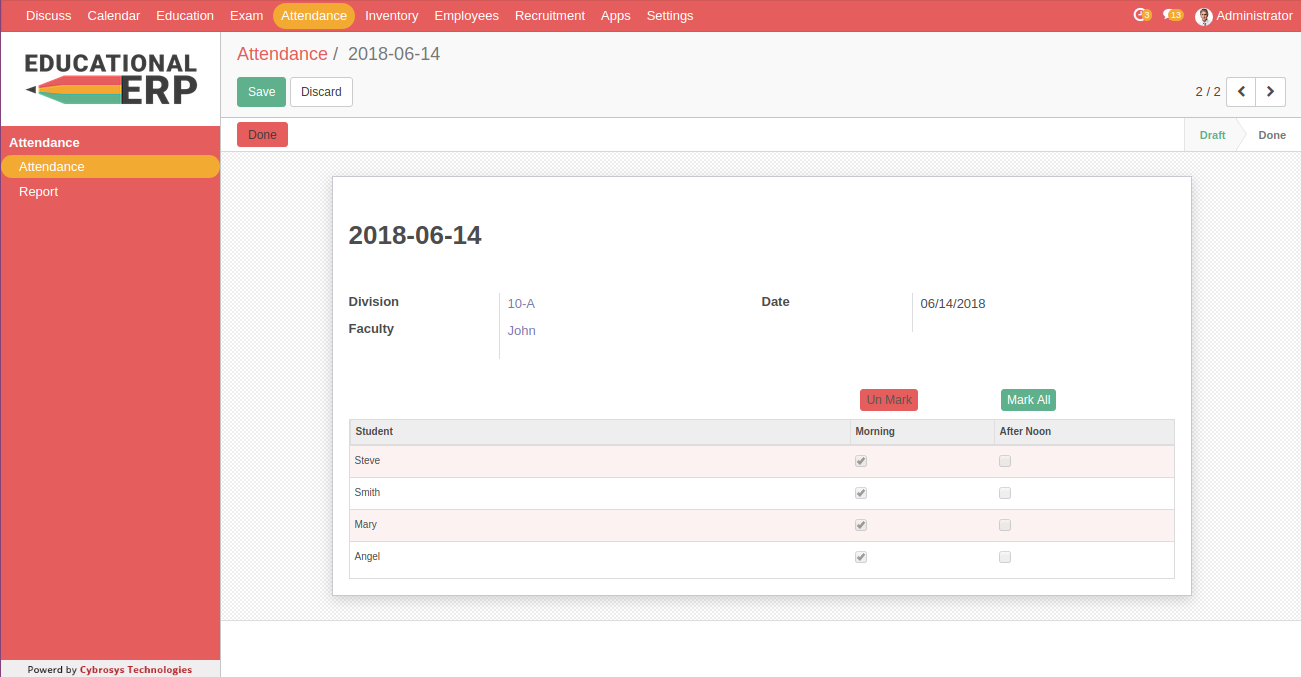 Discuss Calendar Education Exam Attendance Inventory Employees Recruitment Apps Settings 3 13 Administrator
EDUCATIONAL
ERP
Attendance / 2018-06-14
Save Discard 2 / 2
Done Draft Done
Attendance
Attendance
Report
2018-06-14
Division 10-A Date 06/14/2018
Faculty John
Un Mark Mark All
Student Morning After Noon
Steve
Smith
Mary
Angel
Powerd by Cybrosys Technologies